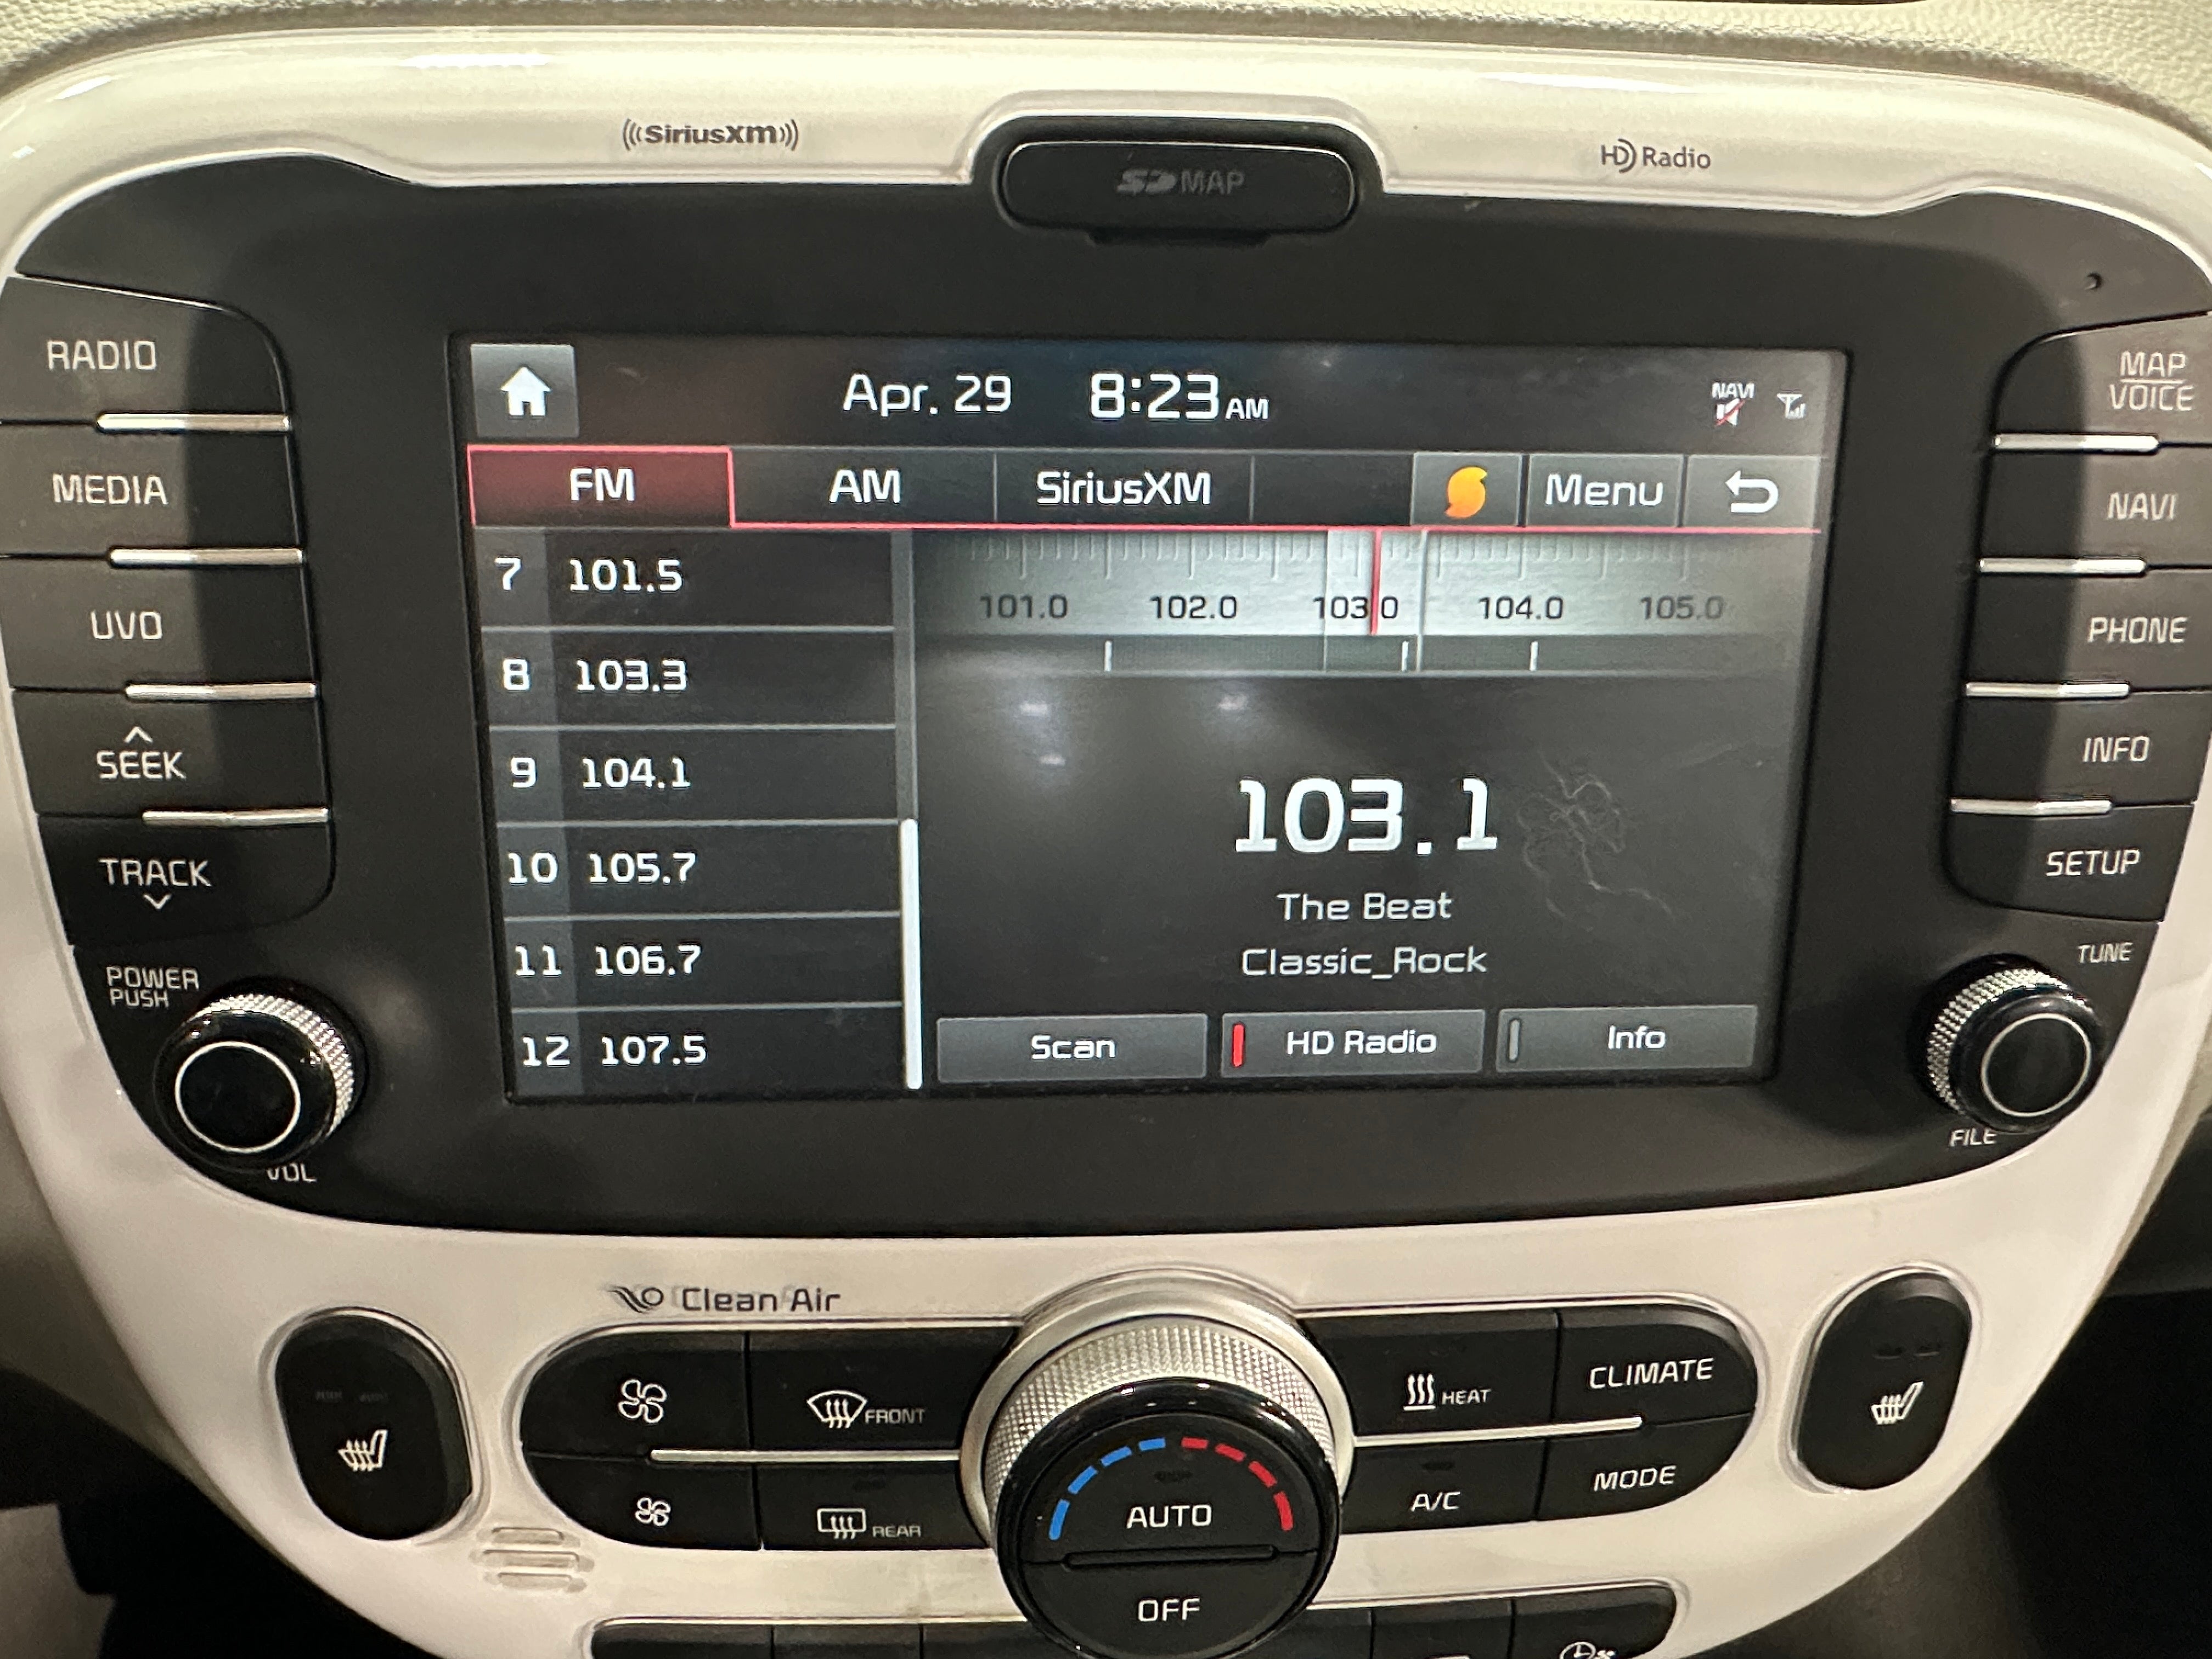 SiriusXM
SD MAP
HD Radio
RADIO
MEDIA
UVO
SEEK
TRACK
POWER
PUSH
VOL
Apr. 29 8:23 AM
NAVI
FM AM SiriusXM Menu
7 101.5
8 103.3
9 104.1
10 105.7
11 106.7
12 107.5
101.0 102.0 103.0 104.0 105.0
103.1
The Beat
Classic_Rock
Scan HD Radio Info
MAP
VOICE
NAVI
PHONE
INFO
SETUP
TUNE
FILE
Clean Air
FRONT
REAR
AUTO
OFF
HEAT
CLIMATE
A/C
MODE